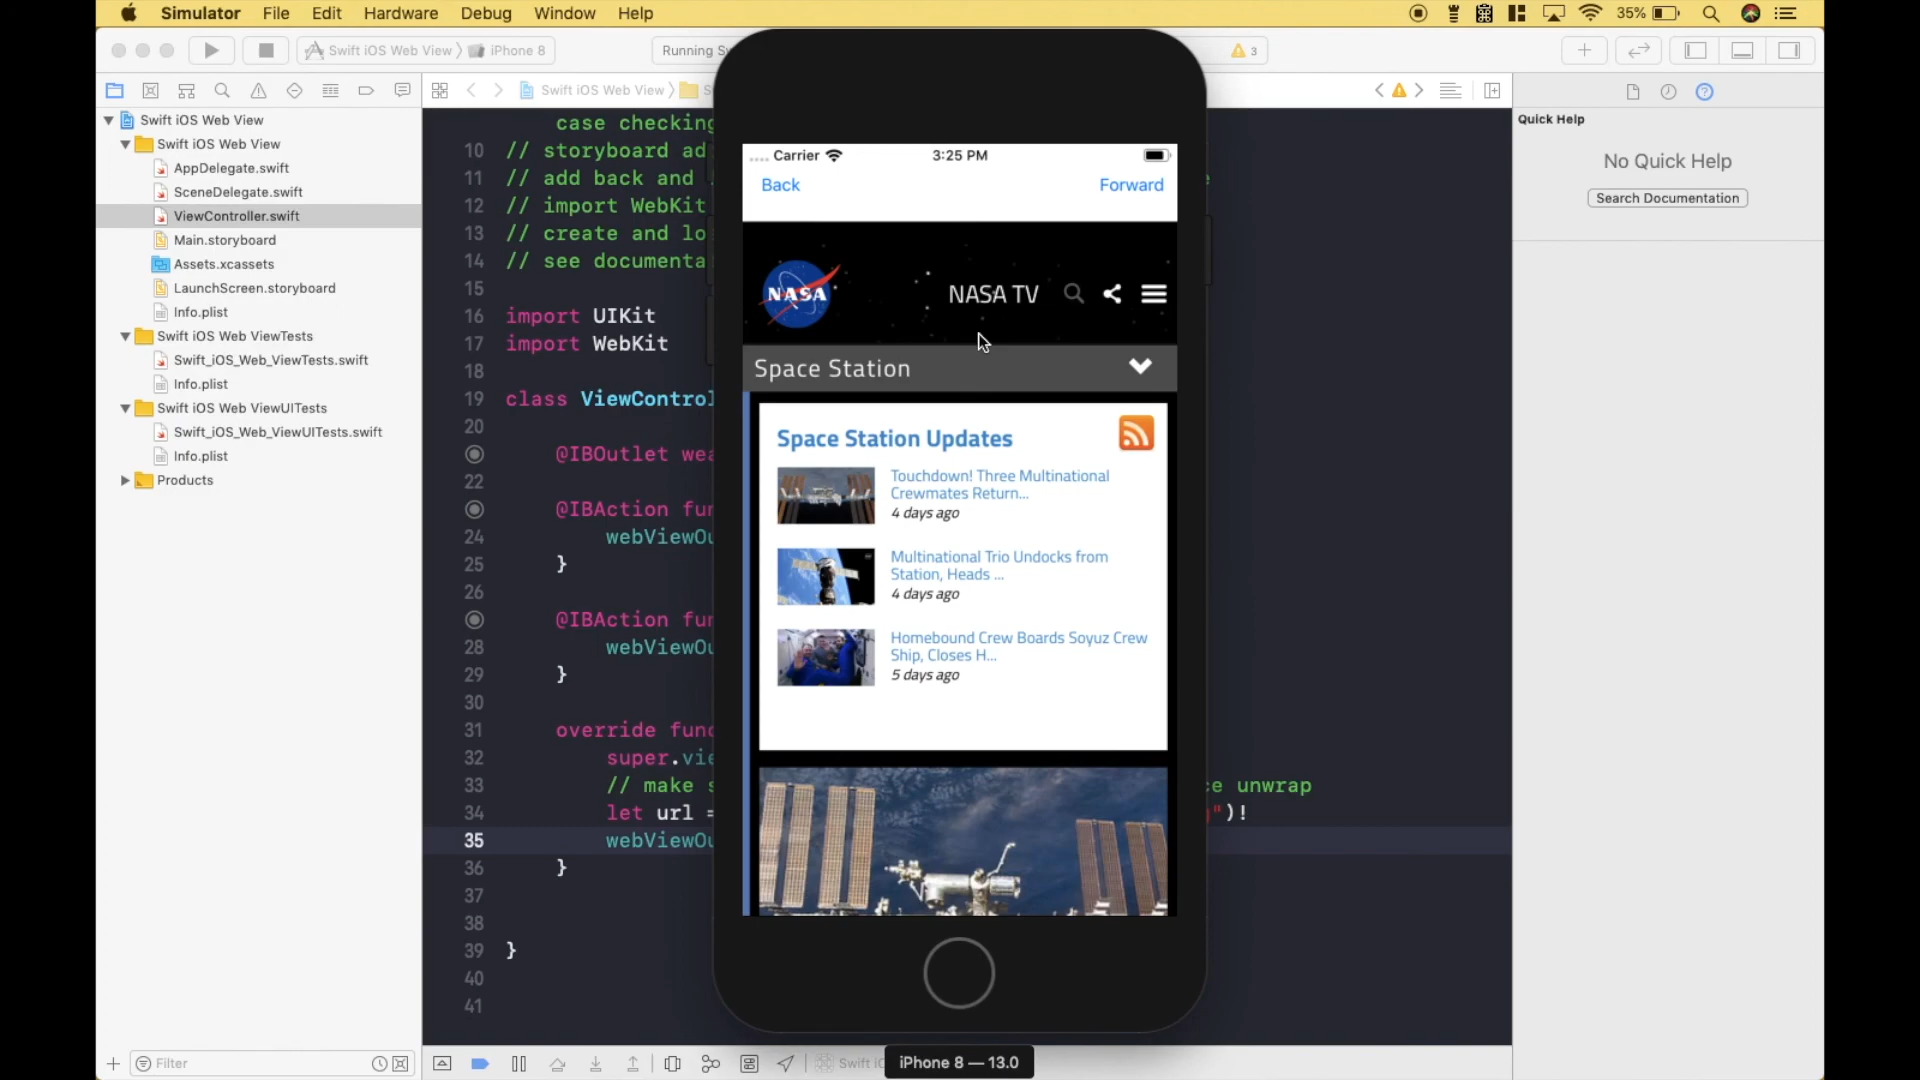 Simulator File Edit Hardware Debug Window Help 35%
Swift iOS Web View iPhone 8 Running 3
Swift iOS Web View
Quick Help
No Quick Help
Search Documentation
Swift iOS Web View
Swift iOS Web View
AppDelegate.swift
SceneDelegate.swift
ViewController.swift
Main.storyboard
Assets.xcassets
LaunchScreen.storyboard
Info.plist
Swift iOS Web ViewTests
Swift_iOS_Web_ViewTests.swift
Info.plist
Swift iOS Web ViewUITests
Swift_iOS_Web_ViewUITests.swift
Info.plist
Products
Filter
case checking
10 // storyboard ad
11 // add back and
12 // import WebKit
13 // create and lo
14 // see documenta
15
16 import UIKit
17 import WebKit
18
19 class ViewControl
20
@IBOutlet wea
22
@IBAction fun
24 webViewOu
25 }
26
@IBAction fun
28 webViewOu
29 }
30
31 override func
32 super.vie
33 // make s ce unwrap
34 let url = ")!
35 webViewOu
36 }
37
38
39 }
40
41
Carrier 3:25 PM
Back Forward
NASA NASA TV
Space Station
Space Station Updates
Touchdown! Three Multinational
Crewmates Return...
4 days ago
Multinational Trio Undocks from
Station, Heads ...
4 days ago
Homebound Crew Boards Soyuz Crew
Ship, Closes H...
5 days ago
Swift iO
iPhone 8 — 13.0